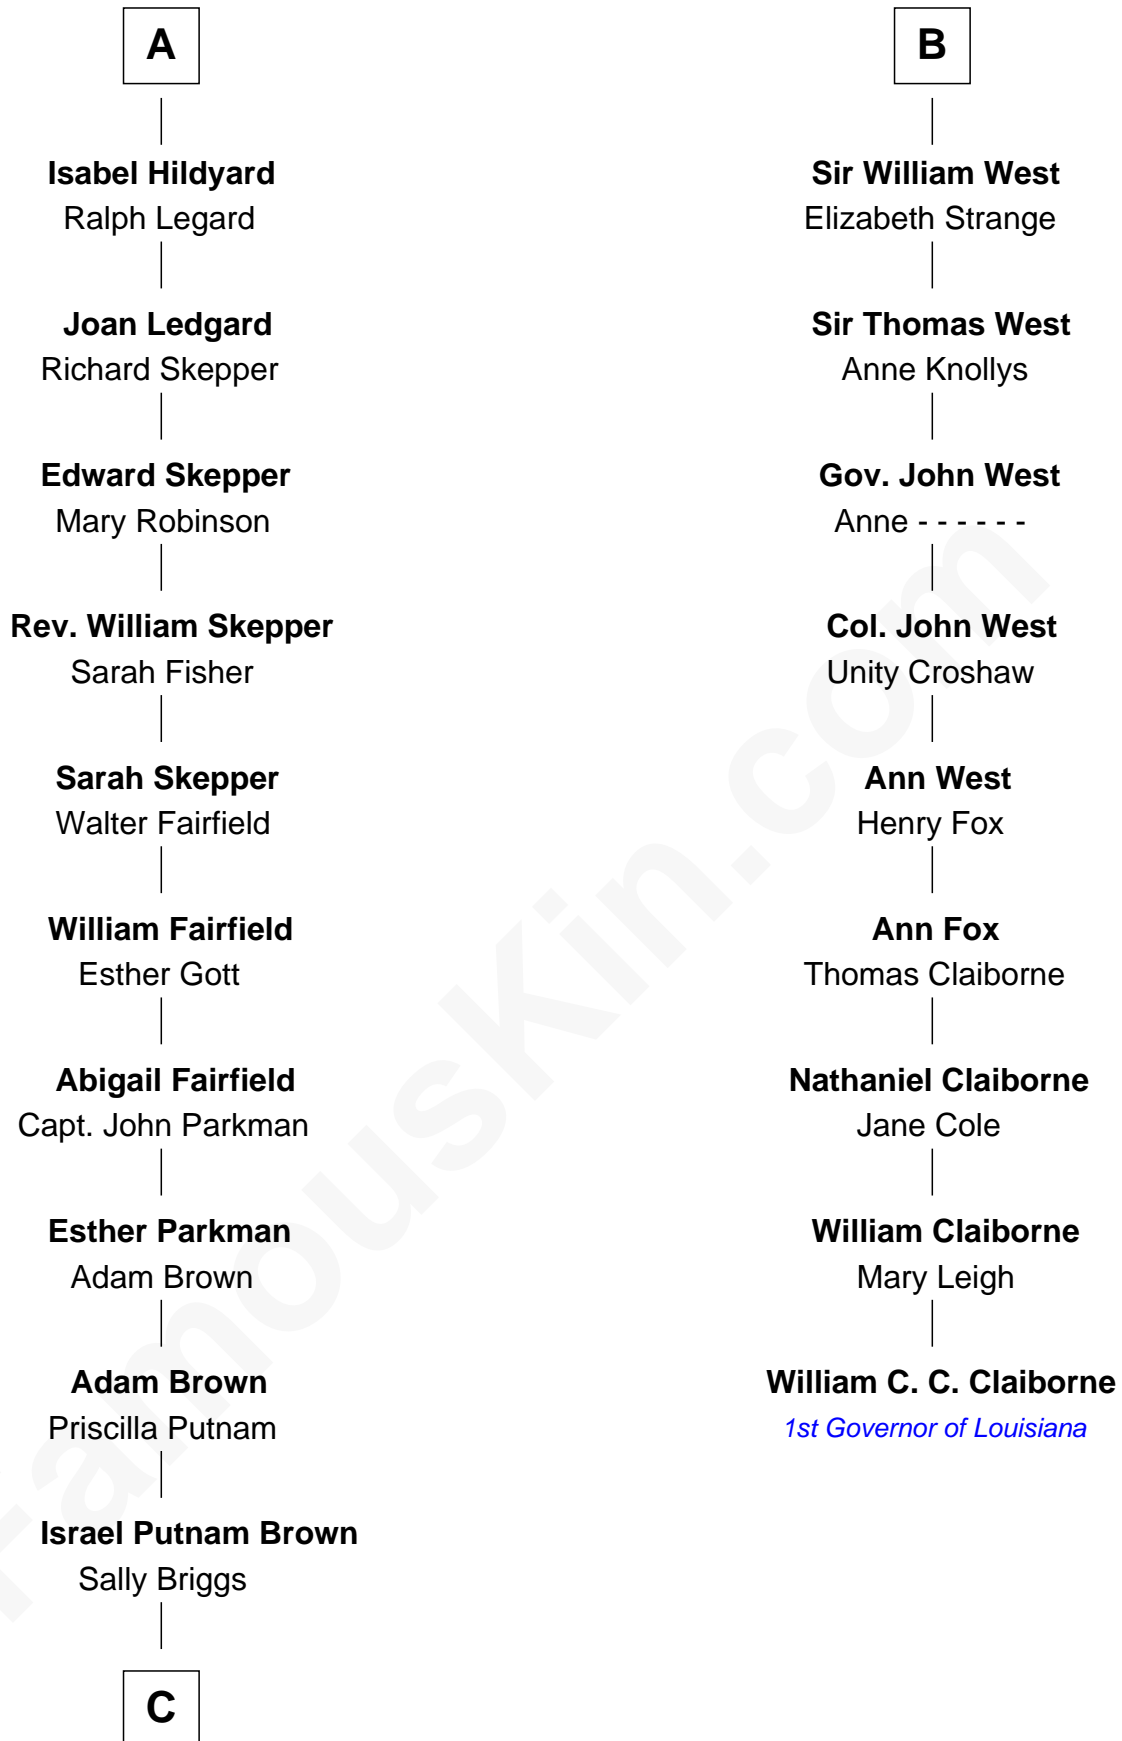 A
Isabel Hildyard
Ralph Legard
Joan Ledgard
Richard Skepper
Edward Skepper
Mary Robinson
Rev. William Skepper
Sarah Fisher
Sarah Skepper
Walter Fairfield
William Fairfield
Esther Gott
Abigail Fairfield
Capt. John Parkman
Esther Parkman
Adam Brown
Adam Brown
Priscilla Putnam
Israel Putnam Brown
Sally Briggs
C
B
Sir William West
Elizabeth Strange
Sir Thomas West
Anne Knollys
Gov. John West
Anne - - - - - -
Col. John West
Unity Croshaw
Ann West
Henry Fox
Ann Fox
Thomas Claiborne
Nathaniel Claiborne
Jane Cole
William Claiborne
Mary Leigh
William C. C. Claiborne
1st Governor of Louisiana
FamousKin.com